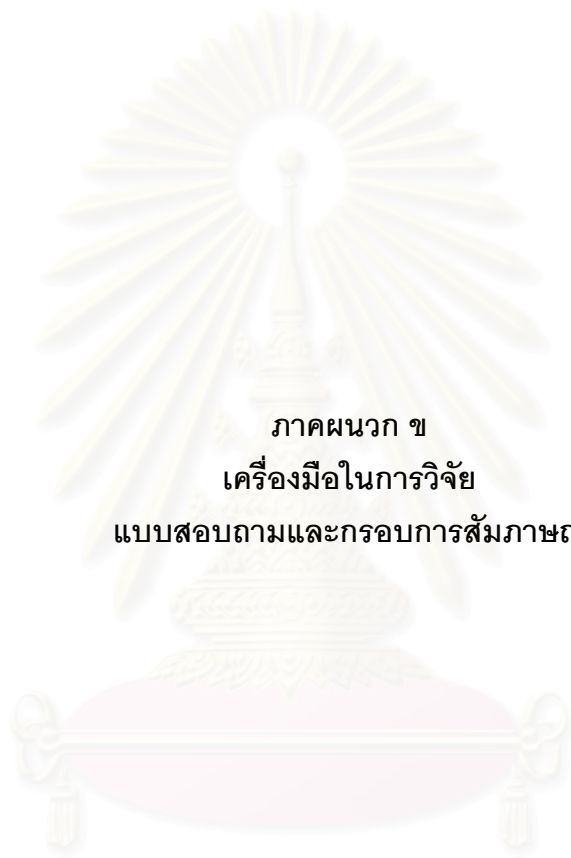 ภาคผนวก ข
เครื่องมือในการวิจัย
แบบสอบถามและกรอบการสัมภาษณ